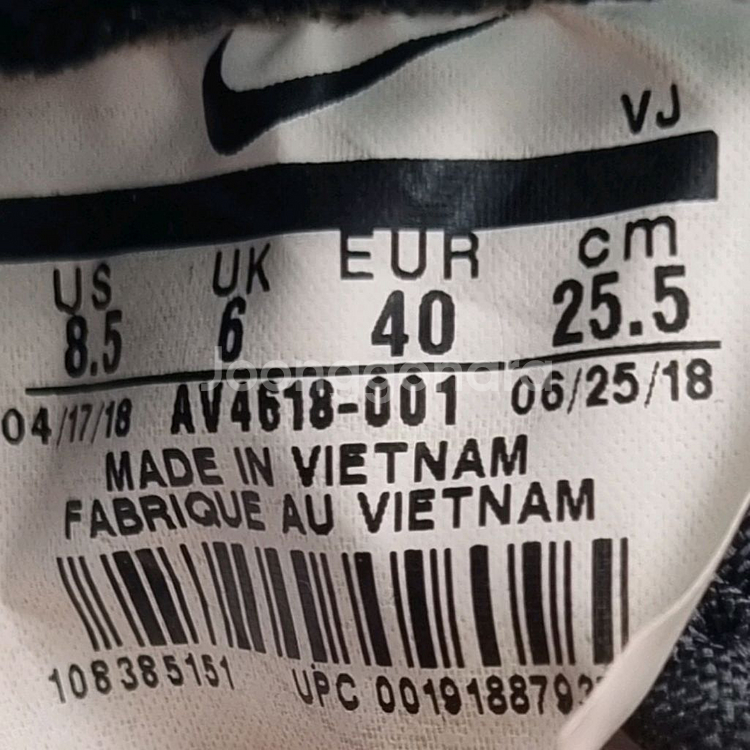 VJ
US UK EUR cm
8.5 6 40 25.5
04/17/18 AV4618-001 06/25/18
MADE IN VIETNAM
FABRIQUE AU VIETNAM
108385151 UPC
Joonggonara